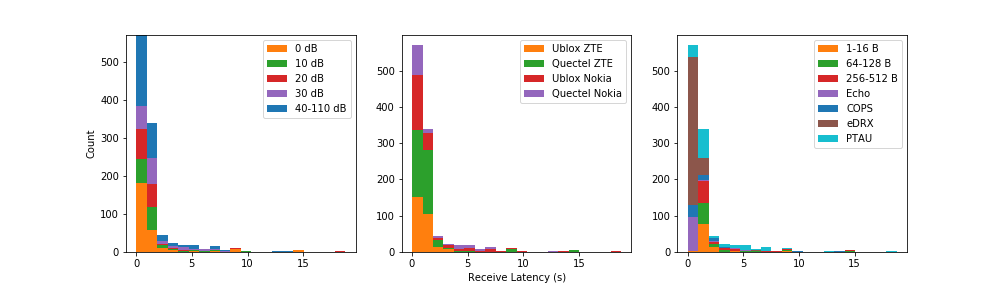 Count
500
400
300
200
100
0
0 dB
10 dB
20 dB
30 dB
40-110 dB
0
5
10
15
500
400
300
200
100
0
Ublox ZTE
Quectel ZTE
Ublox Nokia
Quectel Nokia
0
5
10
15
Receive Latency (s)
500
400
300
200
100
0
1-16 B
64-128 B
256-512 B
Echo
COPS
eDRX
PTAU
0
5
10
15